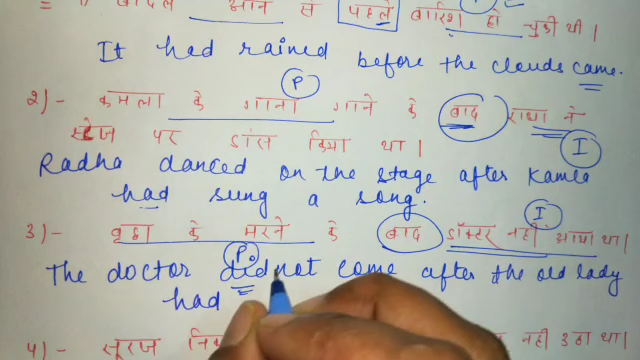 = 1) बादल आने से पहले बारिश हो चुकी थी।
It had rained before the clouds came.
P
2)- कमला के गाना गाने के बाद राधा ने
स्टेज पर डांस किया था। I
Radha danced on the stage after Kamla
had sung a song.
I
3)- बूढ़ा के मरने के बाद डॉक्टर नहीं आया था।
P.
The doctor did not come after the old lady
had
4)- सूरज नि नहीं उठा था।